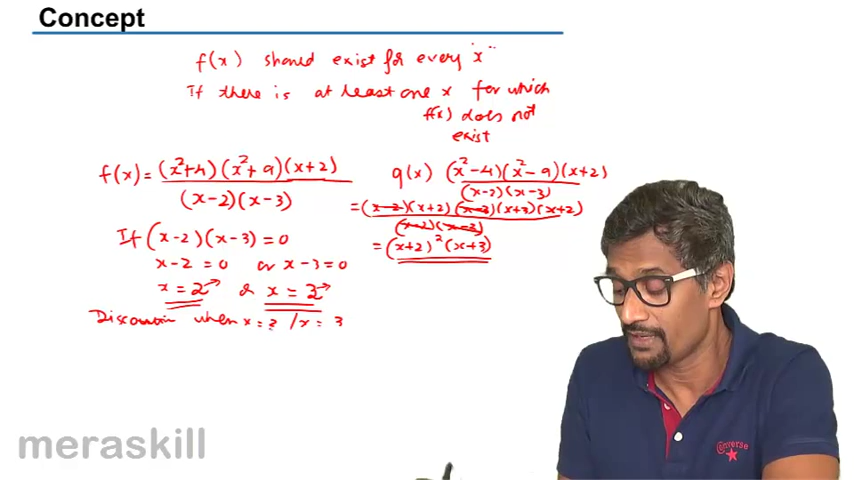 Concept
f(x) should exist for every "x"
If there is at least one x for which
f(x) does not
exist
f(x) = (x²+4)(x²+9)(x+2)
(x-2)(x-3)
If (x-2)(x-3)=0
x-2=0 or x-3=0
x=2→ or x=3→
when x=2 / x=3
g(x) (x²-4)(x²-9)(x+2)
(x-2)(x-3)
=(x-2)(x+2)(x-3)(x+3)(x+2)
(x-2)(x-3)
=(x+2)²(x+3)
Converse
meraskill